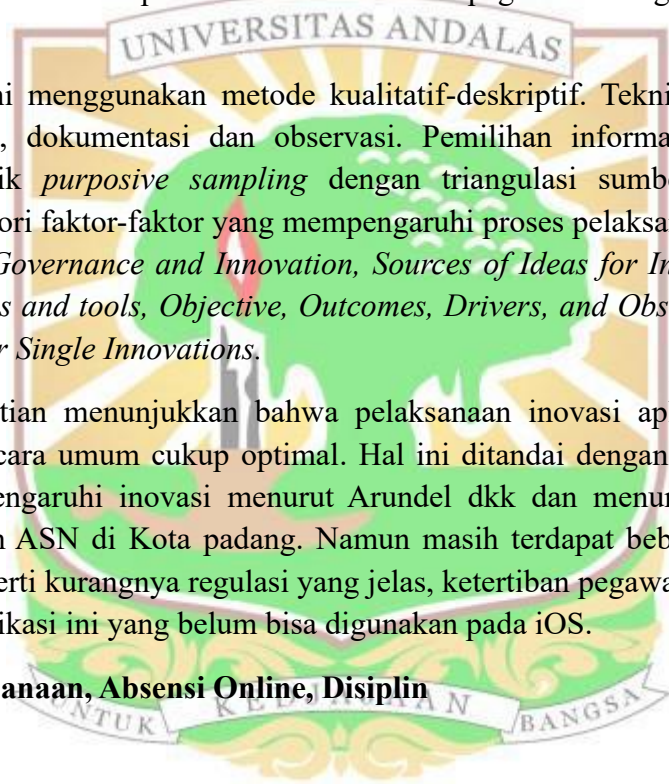 UNIVERSITAS ANDALAS
ni menggunakan metode kualitatif-deskriptif. Tekni
, dokumentasi dan observasi. Pemilihan informa
ik purposive sampling dengan triangulasi sumb
ori faktor-faktor yang mempengaruhi proses pelaksa
Governance and Innovation, Sources of Ideas for In
s and tools, Objective, Outcomes, Drivers, and Obs
r Single Innovations.
tian menunjukkan bahwa pelaksanaan inovasi ap
cara umum cukup optimal. Hal ini ditandai dengan
engaruhi inovasi menurut Arundel dkk dan menur
n ASN di Kota padang. Namun masih terdapat beb
erti kurangnya regulasi yang jelas, ketertiban pegawa
ikasi ini yang belum bisa digunakan pada iOS.
anaan, Absensi Online, Disiplin
UNTUK KEDJAJAAN BANGSA